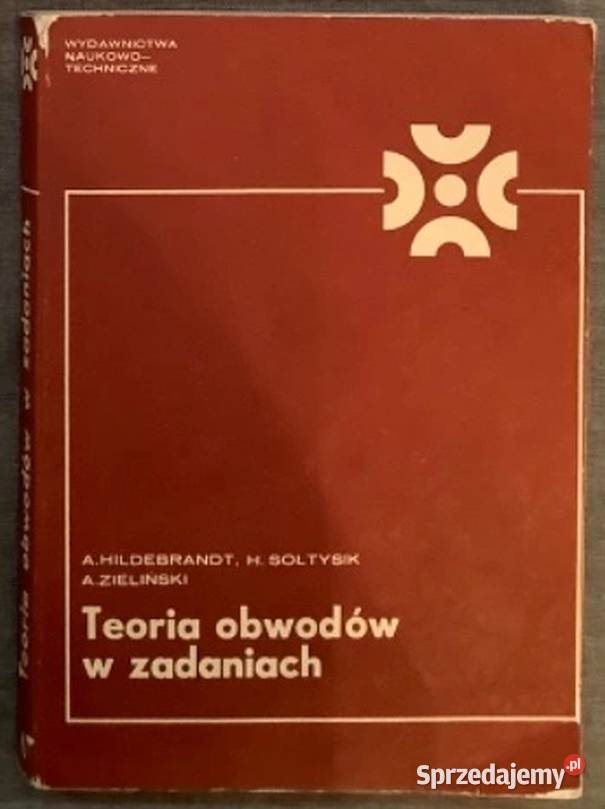 WYDAWNICTWA
NAUKOWO—
TECHNICZNE
Teoria obwodów w zadaniach
A.HILDEBRANDT, H. SOŁTYSIK
A.ZIELIŃSKI
Teoria obwodów
w zadaniach
Sprzedajemy.pl